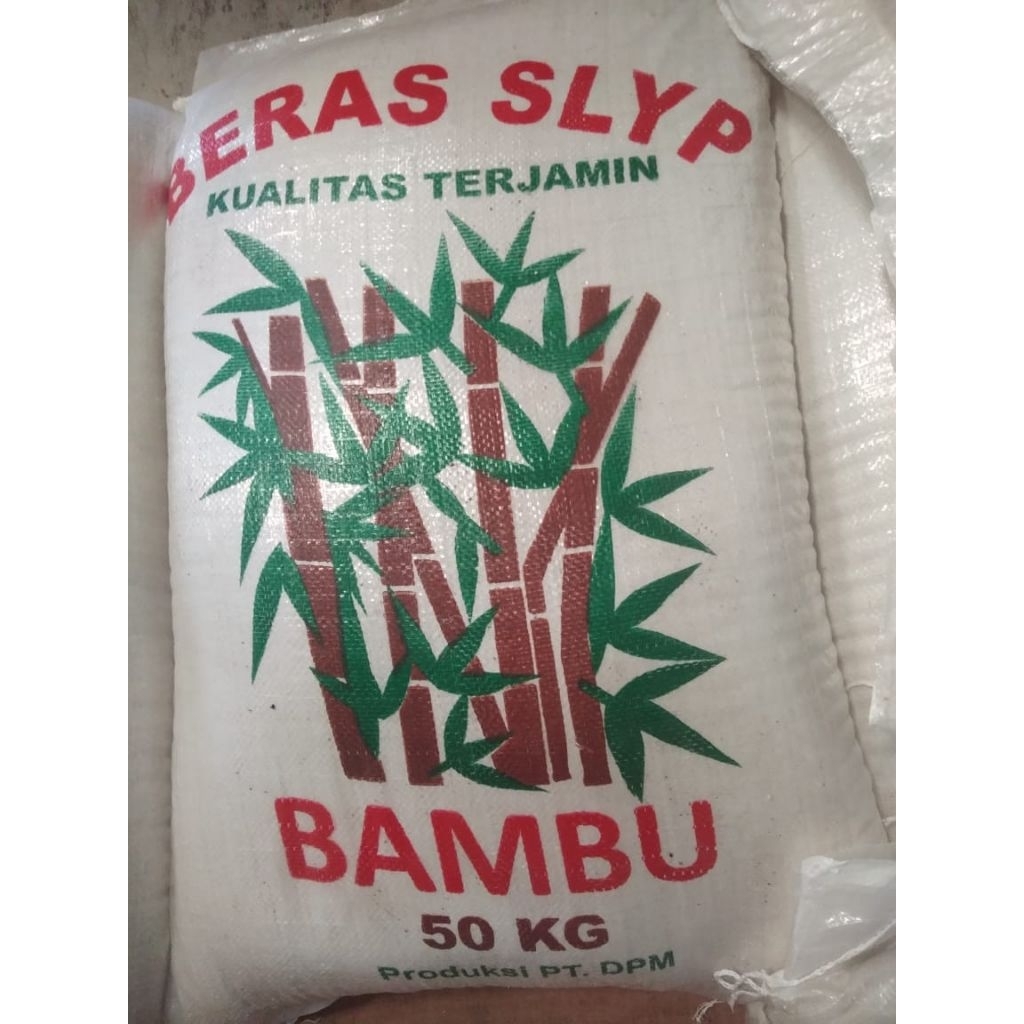 BERAS SLYP
KUALITAS TERJAMIN
BAMBU
50 KG
Produksi PT. DPM